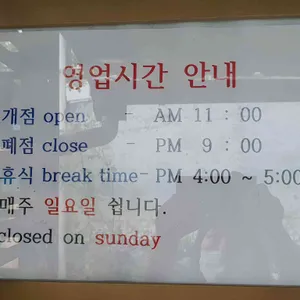 영업시간 안내
개점 open - AM 11 : 00
폐점 close - PM 9 : 00
휴식 break time- PM 4:00 ~ 5:00
매주 일요일 쉽니다.
closed on sunday